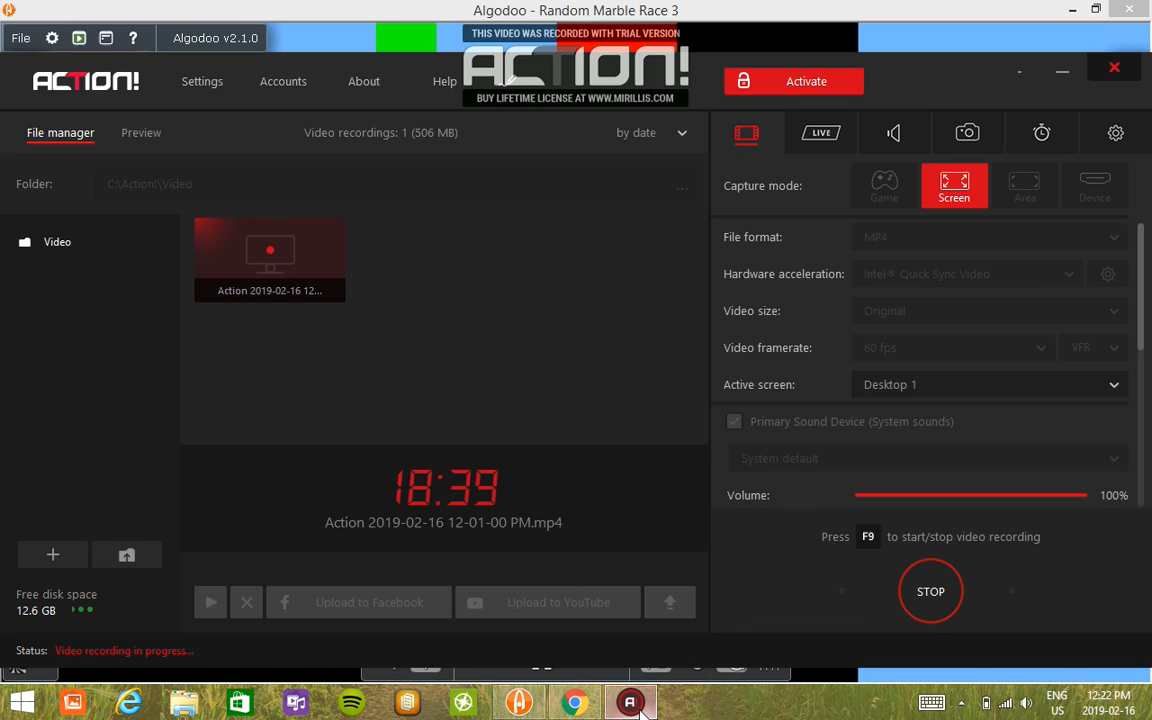 Algodoo - Random Marble Race 3
File ? Algodoo v2.1.0
THIS VIDEO WAS RECORDED WITH TRIAL VERSION
ACTION!
BUY LIFETIME LICENSE AT WWW.MIRILLIS.COM
ACTION! Settings Accounts About Help Activate
File manager Preview Video recordings: 1 (506 MB) by date
LIVE
Folder: C:\Action!\Video ...
Capture mode: Game Screen Area Device
Video
Action 2019-02-16 12...
File format: MP4
Hardware acceleration: Intel® Quick Sync Video
Video size: Original
Video framerate: 60 fps VFR
Active screen: Desktop 1
Primary Sound Device (System sounds)
System default
Volume: 100%
18:39
Action 2019-02-16 12-01-00 PM.mp4
Press F9 to start/stop video recording
STOP
Free disk space
12.6 GB
Upload to Facebook Upload to YouTube
Status: Video recording in progress...
ENG
US
12:22 PM
2019-02-16